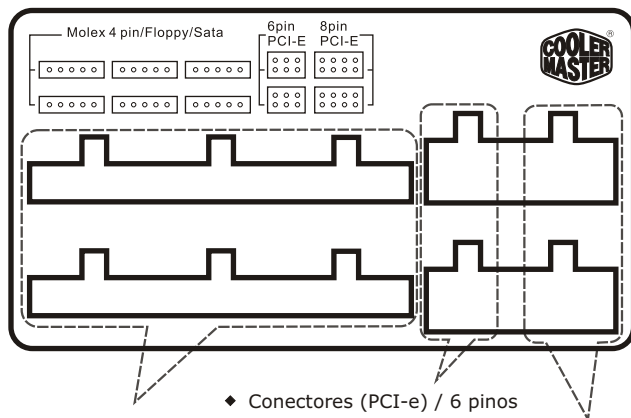 Molex 4 pin/Floppy/Sata
6pin
PCI-E
8pin
PCI-E
COOLER
MASTER
◆ Conectores (PCI-e) / 6 pinos